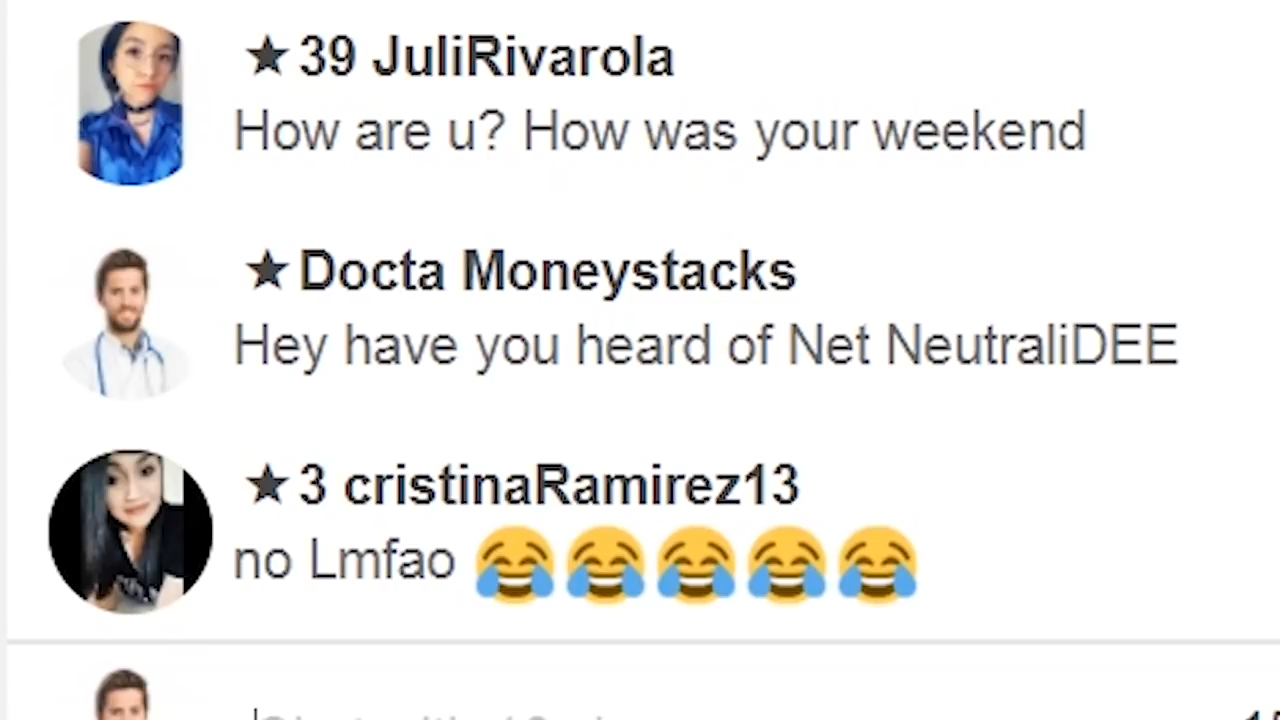 ★39 JuliRivarola
How are u? How was your weekend
★Docta Moneystacks
Hey have you heard of Net NeutraliDEE
★3 cristinaRamirez13
no Lmfao 😂😂😂😂😂